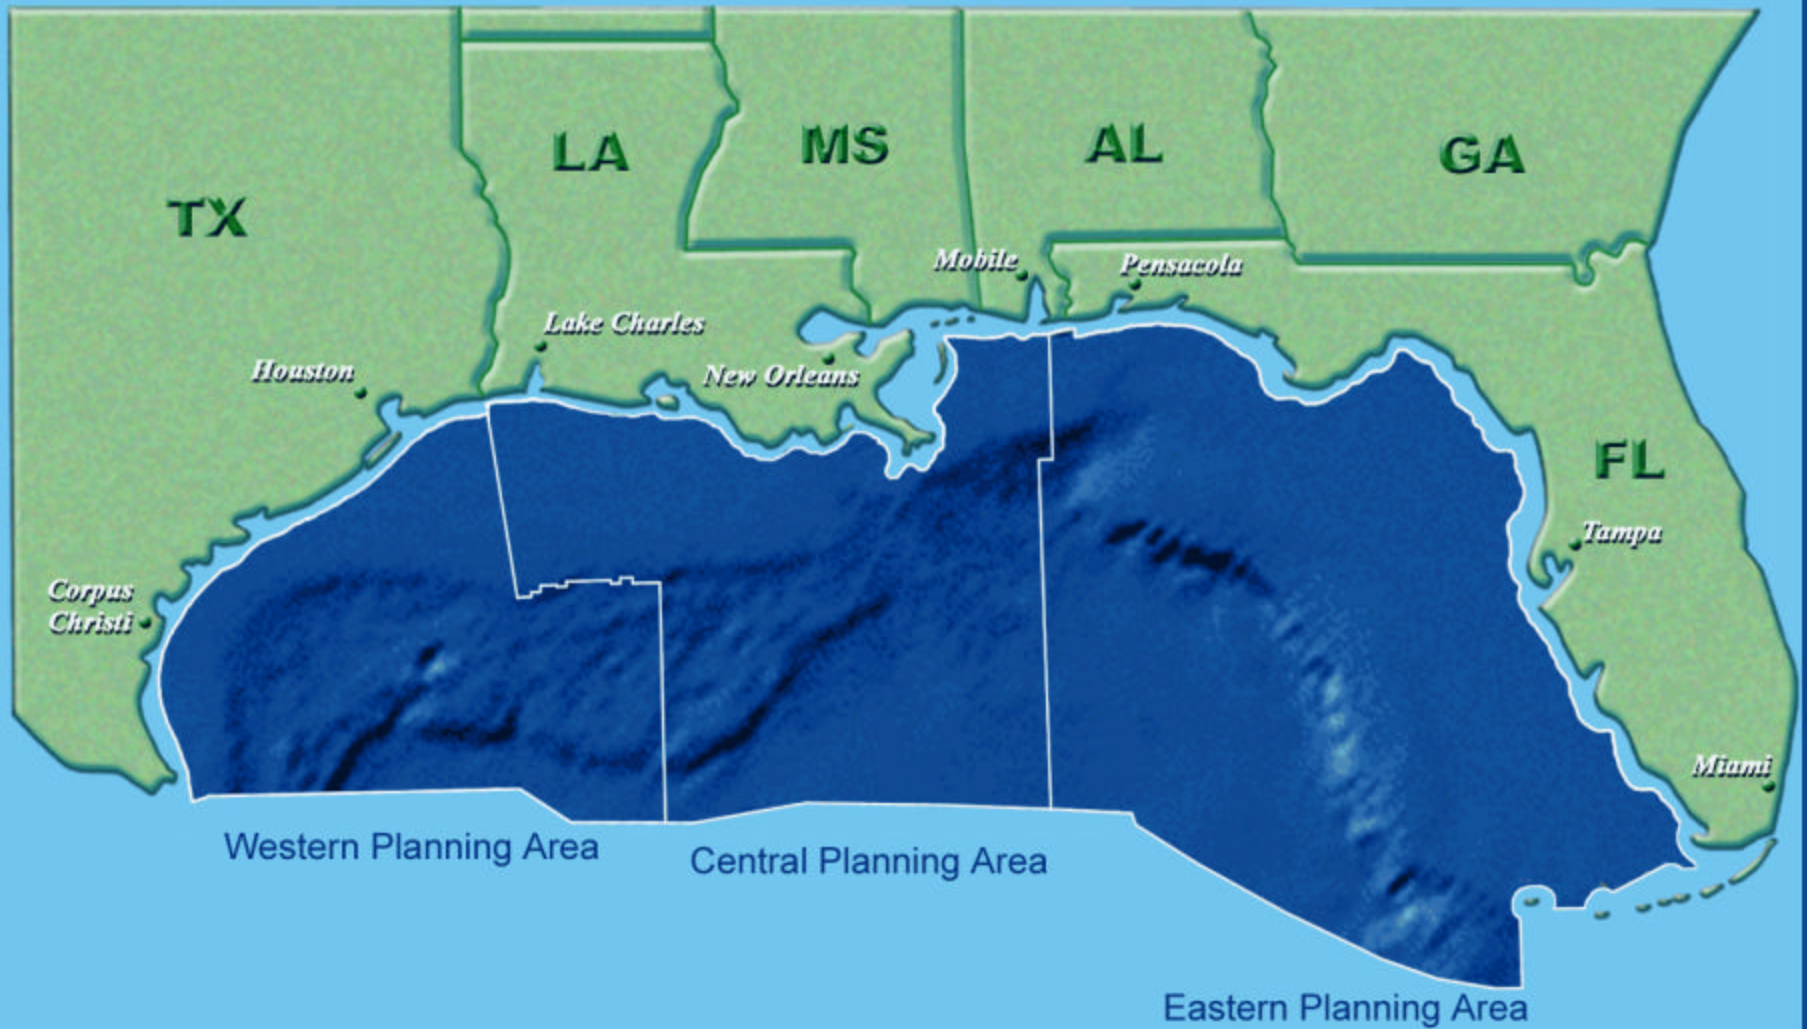 TX
LA
MS
AL
GA
FL
Mobile
Pensacola
Lake Charles
Houston
New Orleans
Tampa
Corpus
Christi
Miami
Western Planning Area
Central Planning Area
Eastern Planning Area